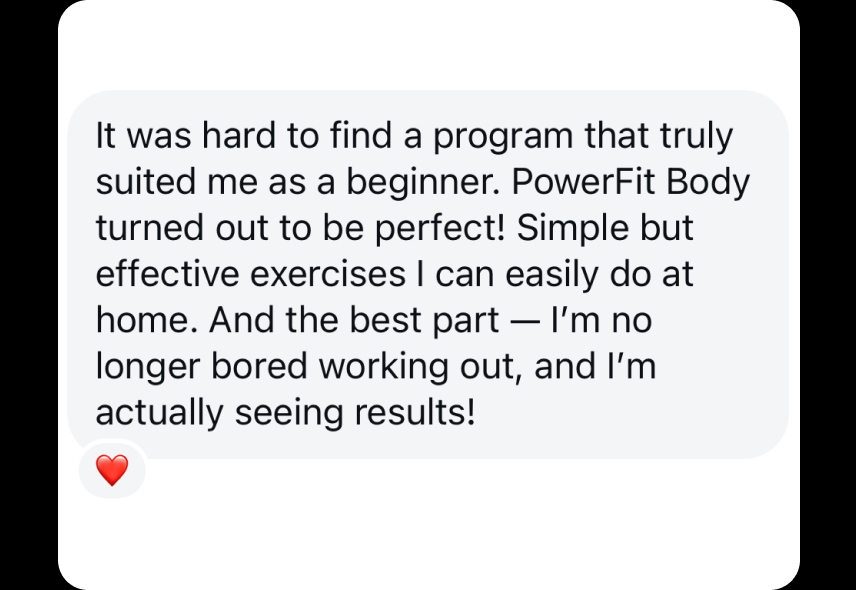 It was hard to find a program that truly
suited me as a beginner. PowerFit Body
turned out to be perfect! Simple but
effective exercises I can easily do at
home. And the best part — I’m no
longer bored working out, and I’m
actually seeing results!